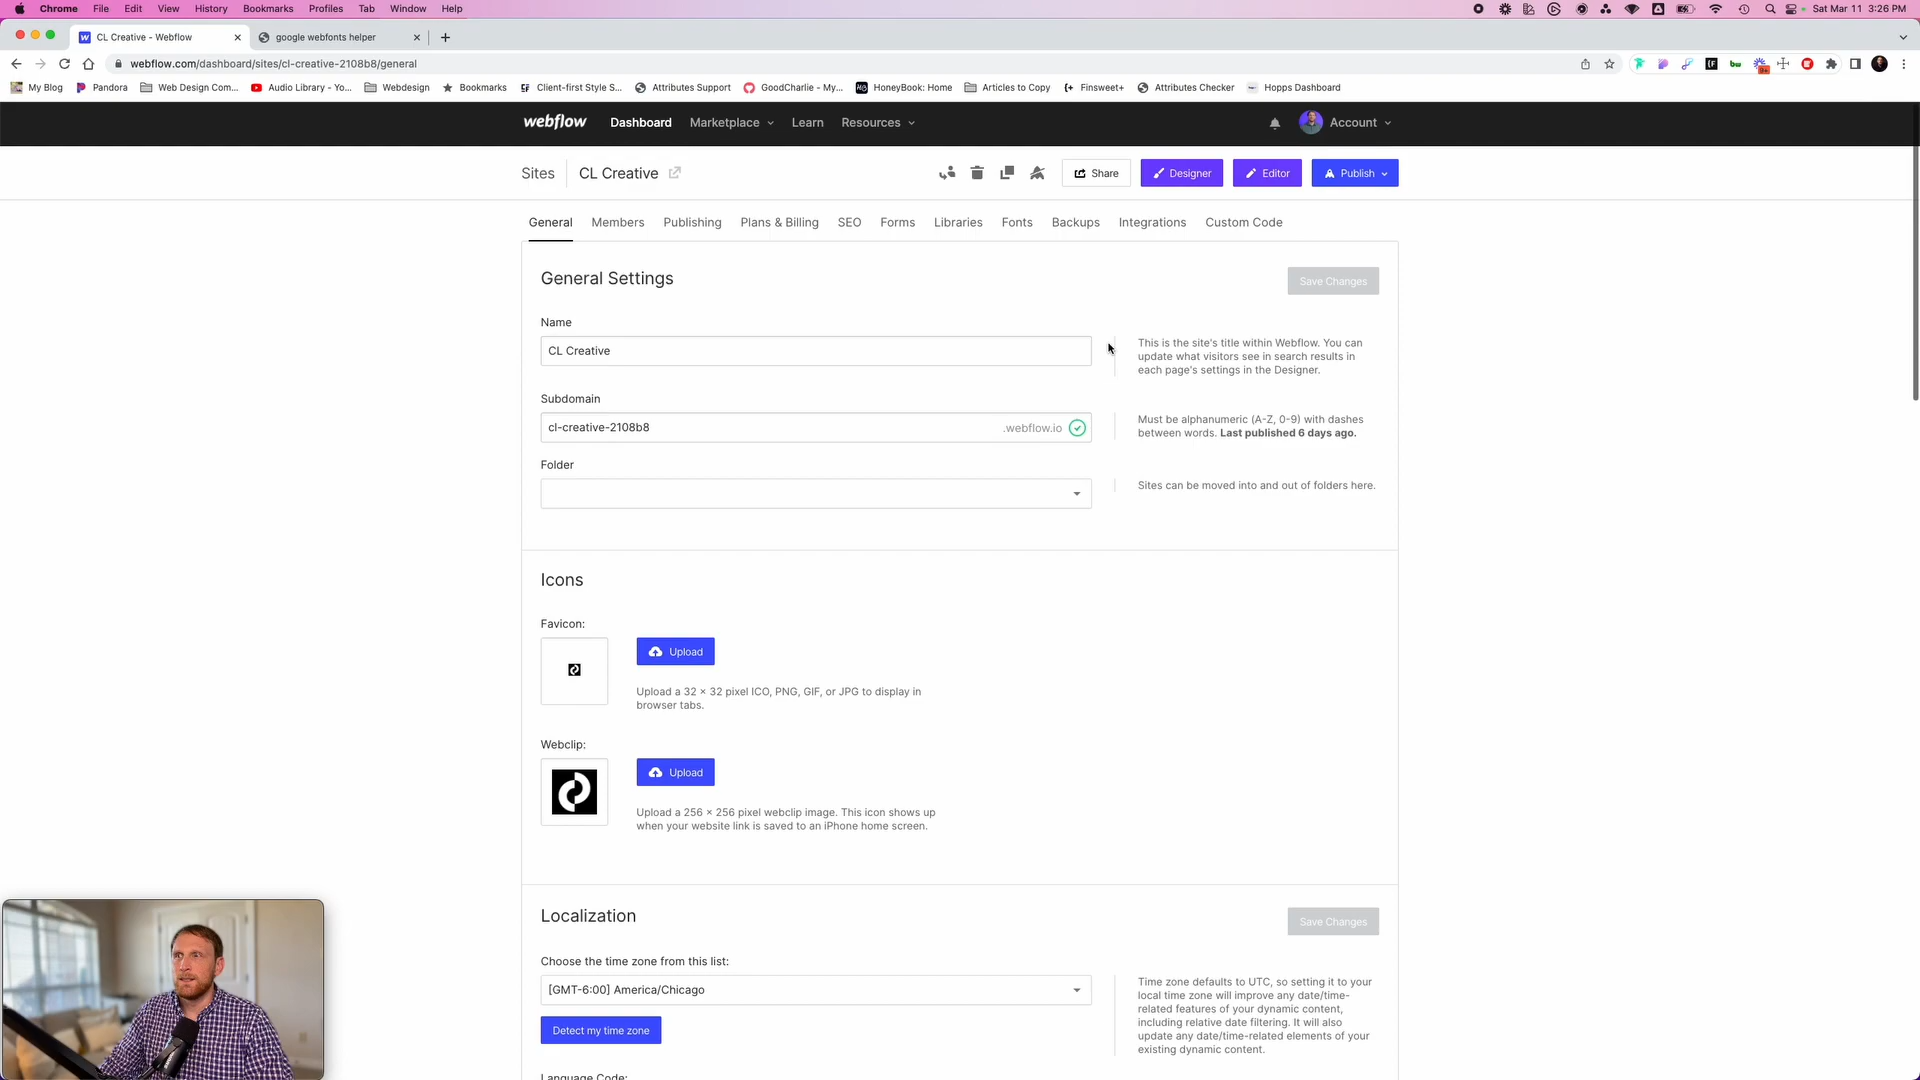 Chrome File Edit View History Bookmarks Profiles Tab Window Help Sat Mar 11 3:26 PM
CL Creative - Webflow google webfonts helper
webflow.com/dashboard/sites/cl-creative-2108b8/general
My Blog Pandora Web Design Com... Audio Library - Yo... Webdesign Bookmarks Client-first Style S... Attributes Support GoodCharlie - My... HoneyBook: Home Articles to Copy Finsweet+ Attributes Checker Hopps Dashboard
webflow Dashboard Marketplace Learn Resources Account
Sites CL Creative Share Designer Editor Publish
General Members Publishing Plans & Billing SEO Forms Libraries Fonts Backups Integrations Custom Code
General Settings
Save Changes
Name
CL Creative
This is the site's title within Webflow. You can
update what visitors see in search results in
each page's settings in the Designer.
Subdomain
cl-creative-2108b8 .webflow.io
Must be alphanumeric (A-Z, 0-9) with dashes
between words. Last published 6 days ago.
Folder
Sites can be moved into and out of folders here.
Icons
Favicon:
Upload
Upload a 32 × 32 pixel ICO, PNG, GIF, or JPG to display in
browser tabs.
Webclip:
Upload
Upload a 256 × 256 pixel webclip image. This icon shows up
when your website link is saved to an iPhone home screen.
Localization
Save Changes
Choose the time zone from this list:
[GMT-6:00] America/Chicago
Detect my time zone
Time zone defaults to UTC, so setting it to your
local time zone will improve any date/time-
related features of your dynamic content,
including relative date filtering. It will also
update any date/time-related elements of your
existing dynamic content.
Language Code: